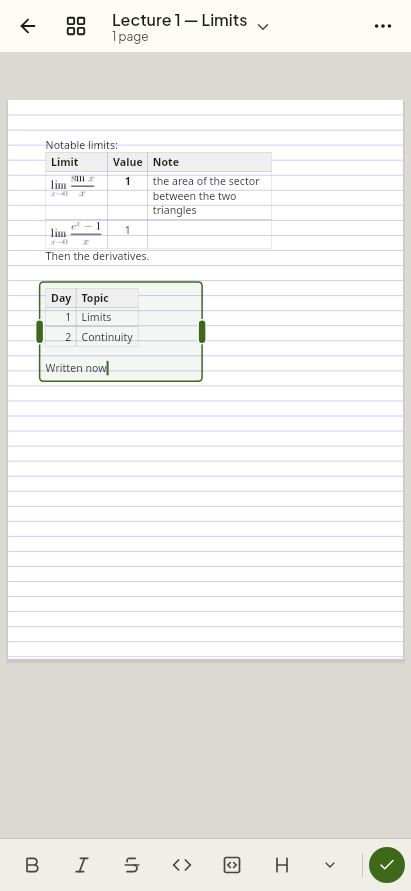 Lecture 1 — Limits
1 page
Notable limits:
Limit Value Note
lim x→0 sin x / x 1 the area of the sector
between the two
triangles
lim x→0 e^x − 1 / x 1
Then the derivatives.
Day Topic
1 Limits
2 Continuity
Written now
B I S <> H